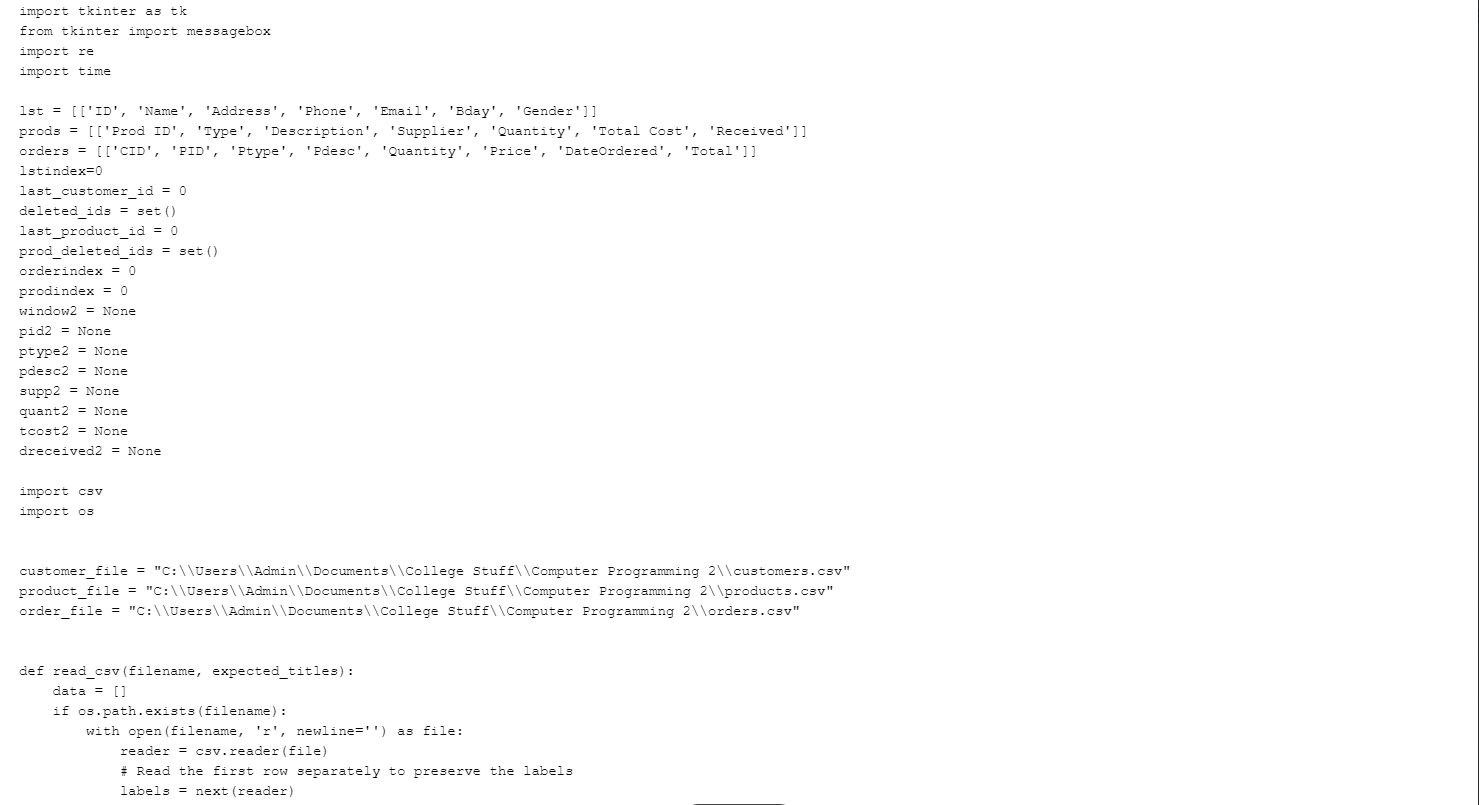 import tkinter as tk
from tkinter import messagebox
import re
import time
lst = [['ID', 'Name', 'Address', 'Phone', 'Email', 'Bday', 'Gender']]
prods = [['Prod ID', 'Type', 'Description', 'Supplier', 'Quantity', 'Total Cost', 'Received']]
orders = [['CID', 'PID', 'Ptype', 'Pdesc', 'Quantity', 'Price', 'DateOrdered', 'Total']]
lstindex=0
last_customer_id = 0
deleted_ids = set()
last_product_id = 0
prod_deleted_ids = set()
orderindex = 0
prodindex = 0
window2 = None
pid2 = None
ptype2 = None
pdesc2 = None
supp2 = None
quant2 = None
tcost2 = None
dreceived2 = None
import csv
import os
customer_file = "C:\\Users\\Admin\\Documents\\College Stuff\\Computer Programming 2\\customers.csv"
product_file = "C:\\Users\\Admin\\Documents\\College Stuff\\Computer Programming 2\\products.csv"
order_file = "C:\\Users\\Admin\\Documents\\College Stuff\\Computer Programming 2\\orders.csv"
def read_csv(filename, expected_titles):
    data = []
    if os.path.exists(filename):
        with open(filename, 'r', newline='') as file:
            reader = csv.reader(file)
            # Read the first row separately to preserve the labels
            labels = next(reader)